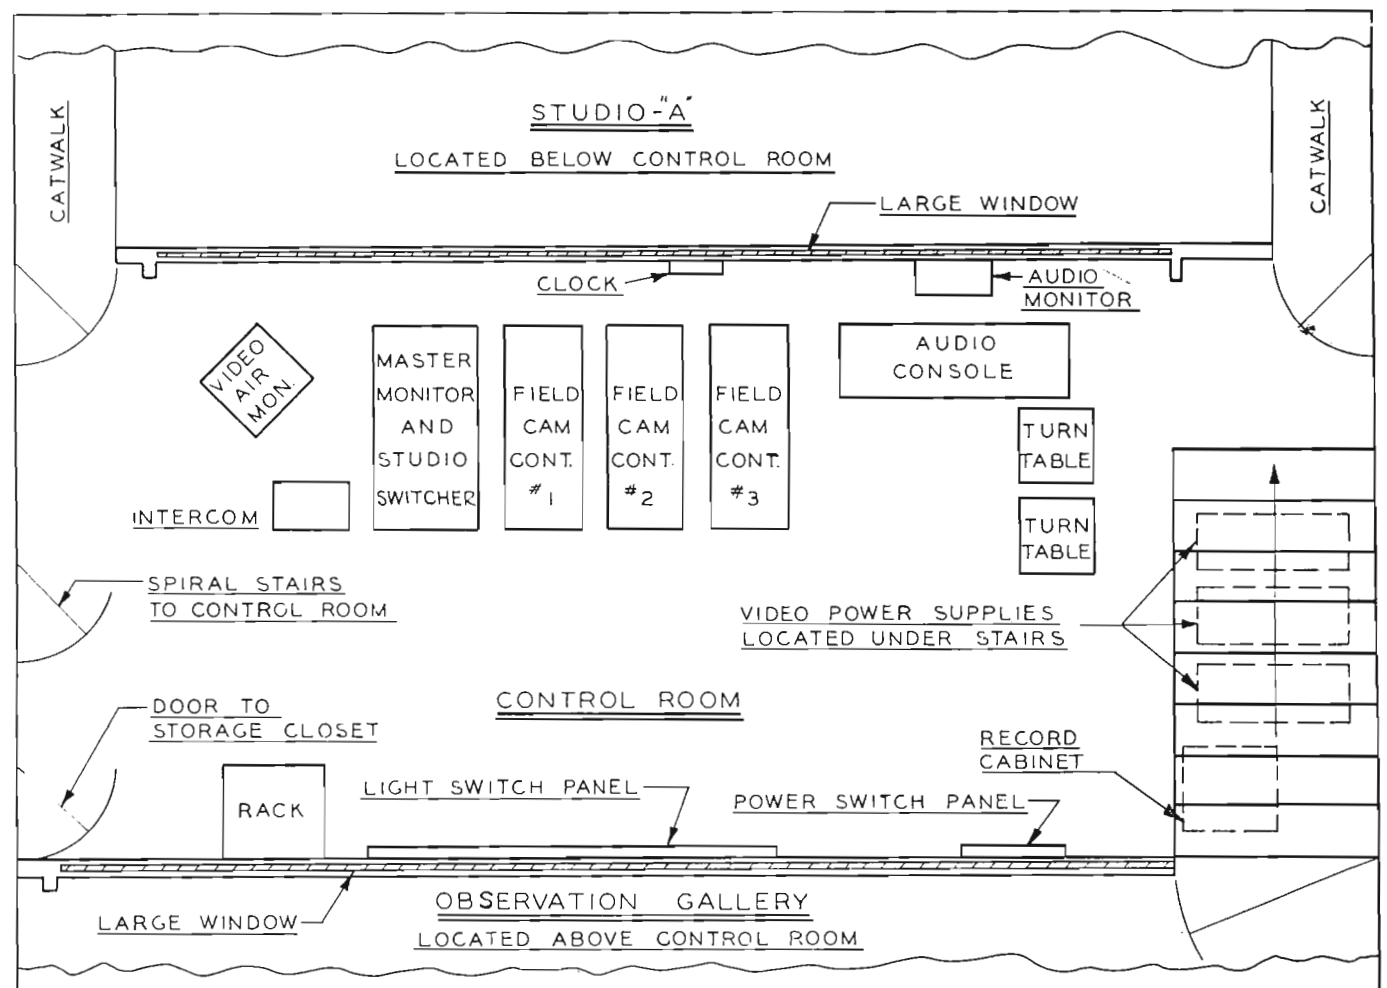 STUDIO-"A"
LOCATED BELOW CONTROL ROOM
CATWALK
CATWALK
LARGE WINDOW
CLOCK
AUDIO
MONITOR
VIDEO
AIR
MON.
MASTER
MONITOR
AND
STUDIO
SWITCHER
FIELD
CAM
CONT.
#1
FIELD
CAM
CONT.
#2
FIELD
CAM
CONT.
#3
AUDIO
CONSOLE
TURN
TABLE
TURN
TABLE
INTERCOM
SPIRAL STAIRS
TO CONTROL ROOM
VIDEO POWER SUPPLIES
LOCATED UNDER STAIRS
CONTROL ROOM
DOOR TO
STORAGE CLOSET
RECORD
CABINET
RACK
LIGHT SWITCH PANEL
POWER SWITCH PANEL
LARGE WINDOW
OBSERVATION GALLERY
LOCATED ABOVE CONTROL ROOM